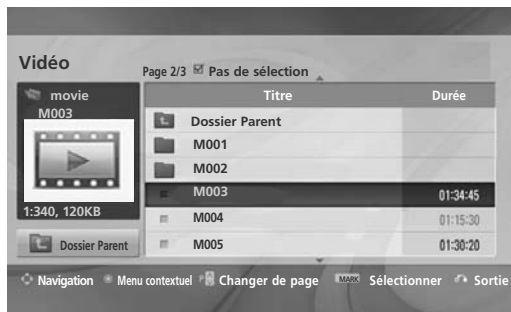 Vidéo
Page 2/3 Pas de sélection
movie
M003
1:340, 120KB
Dossier Parent
Titre Durée
Dossier Parent
M001
M002
M003 01:34:45
M004 01:15:30
M005 01:30:20
Navigation Menu contextuel P Changer de page MARK Sélectionner Sortie